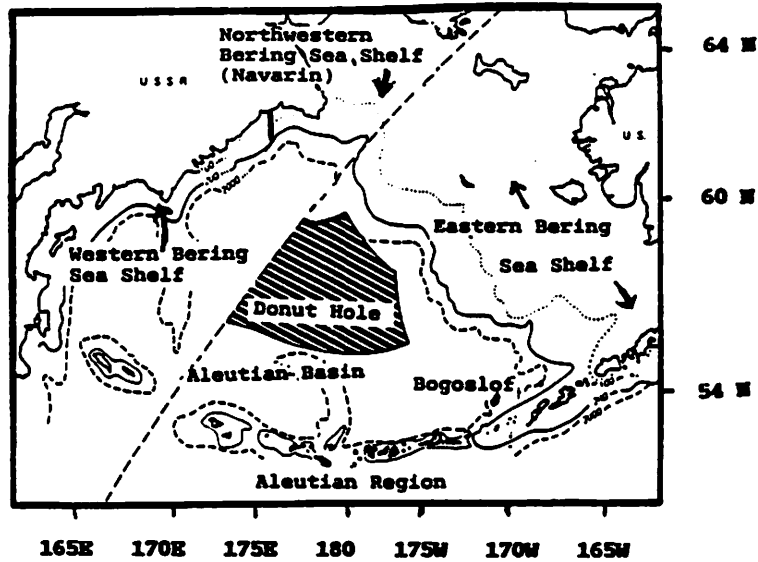 Northwestern
Bering Sea Shelf
(Navarin)
64 N
USSR
U.S.
60 N
Eastern Bering
Sea Shelf
Western Bering
Sea Shelf
Donut Hole
Aleutian Basin
Bogoslof
54 N
Aleutian Region
165E 170E 175E 180 175W 170W 165W